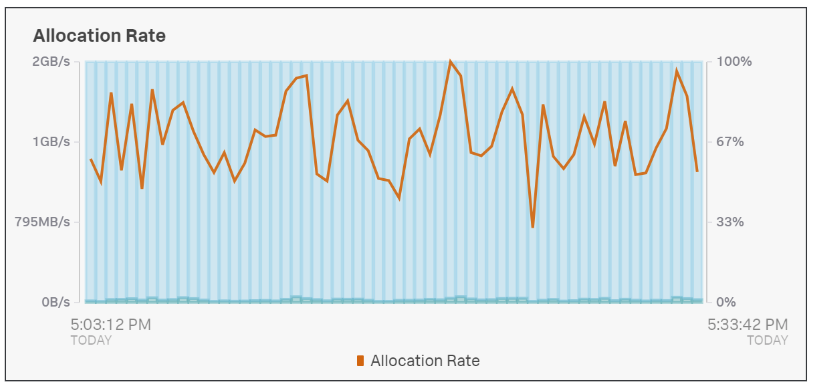 Allocation Rate
2GB/s
100%
1GB/s
67%
795MB/s
33%
0B/s
0%
5:03:12 PM
5:33:42 PM
TODAY
TODAY
Allocation Rate